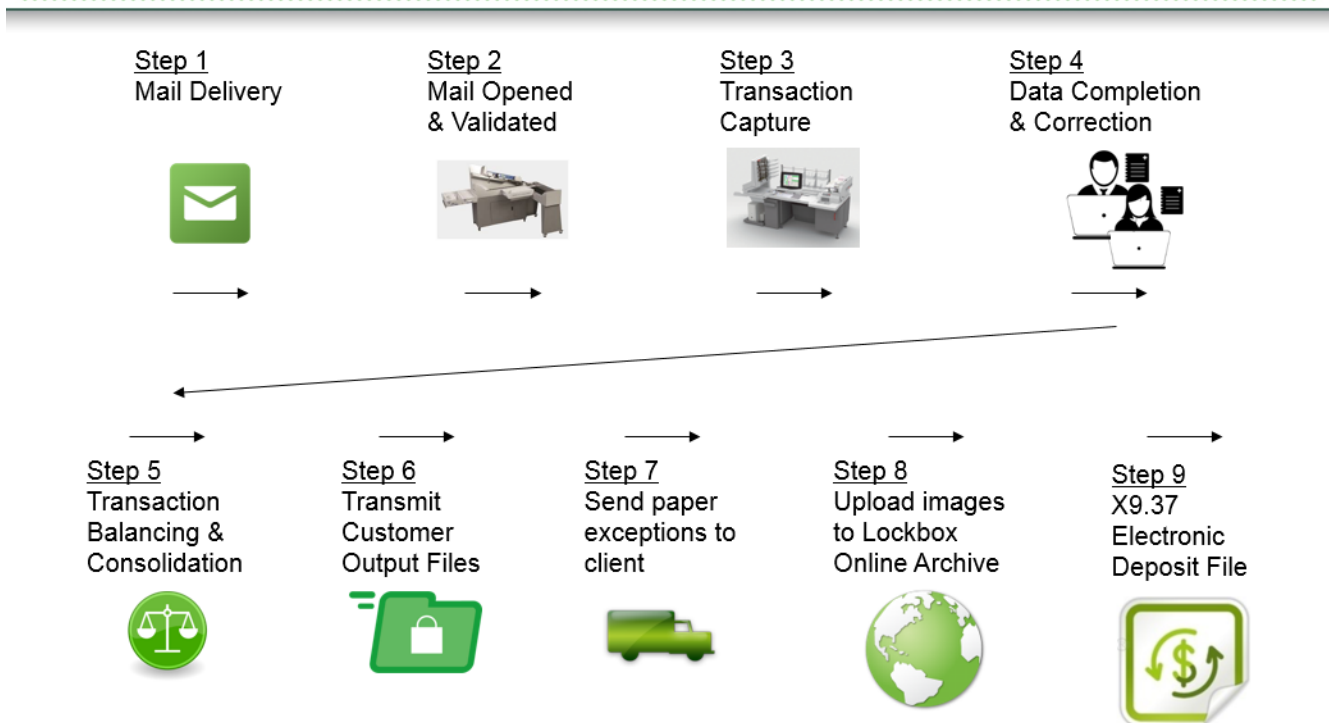 Step 1
Mail Delivery
Step 2
Mail Opened
& Validated
Step 3
Transaction
Capture
Step 4
Data Completion
& Correction
Step 5
Transaction
Balancing &
Consolidation
Step 6
Transmit
Customer
Output Files
Step 7
Send paper
exceptions to
client
Step 8
Upload images
to Lockbox
Online Archive
Step 9
X9.37
Electronic
Deposit File
$